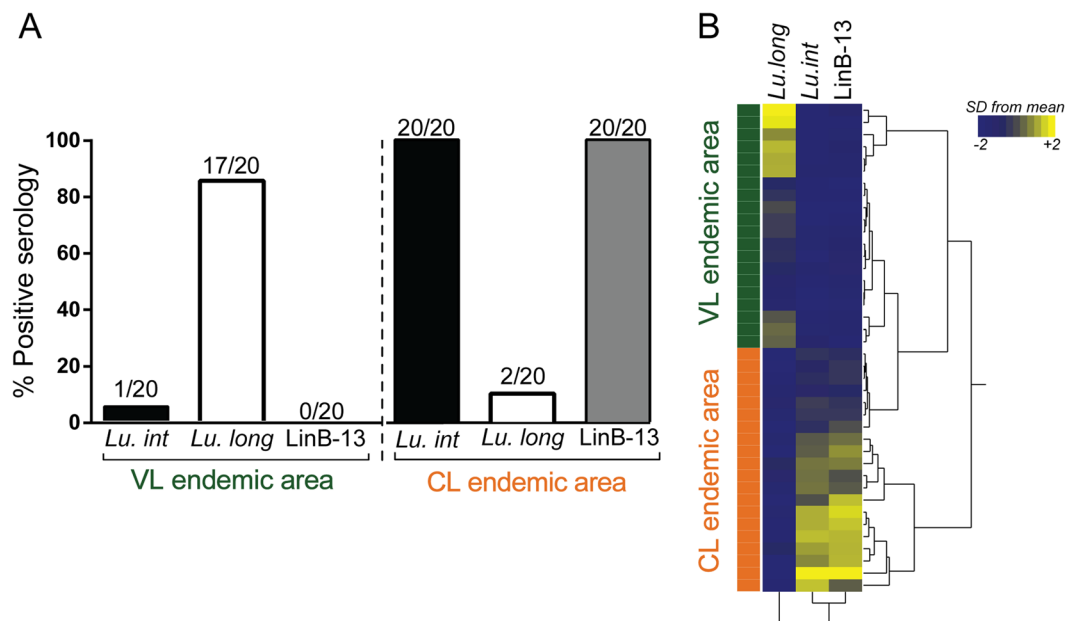 A
% Positive serology
100
80
60
40
20
0
1/20
17/20
0/20
20/20
2/20
20/20
Lu. int
Lu. long
LinB-13
Lu. int
Lu. long
LinB-13
VL endemic area
CL endemic area
B
Lu.long
Lu.int
LinB-13
SD from mean
-2
+2
VL endemic area
CL endemic area